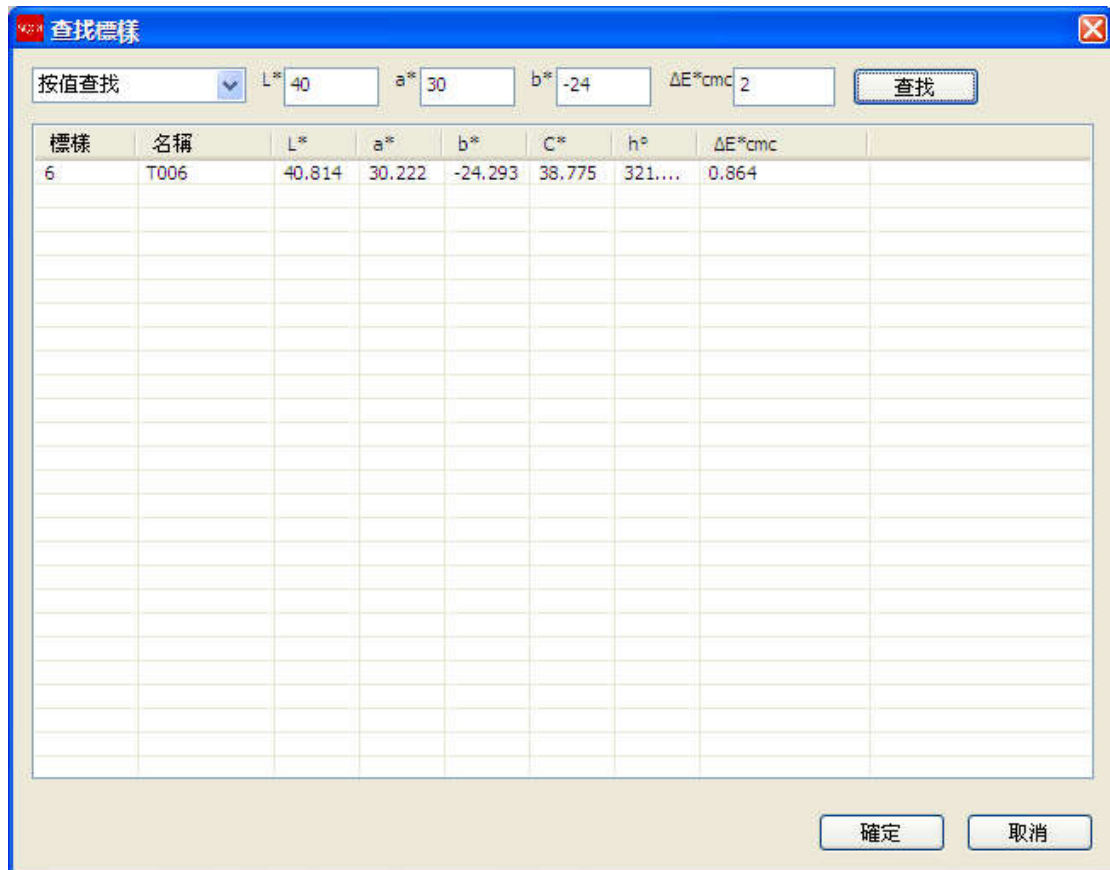 查找標樣
按值查找 L* 40 a* 30 b* -24 ΔE*cmc 2 查找
標樣 名稱 L* a* b* C* h° ΔE*cmc
6 T006 40.814 30.222 -24.293 38.775 321.... 0.864
確定 取消